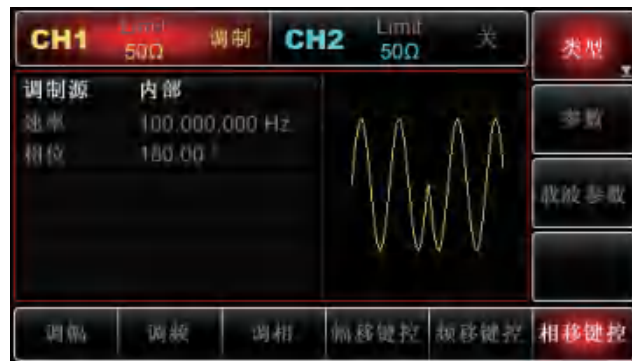 CH1 Limit 50Ω 调制 CH2 Limit 50Ω 关
类型
调制源 内部
速率 100.000,000 Hz
相位 180.00 °
参数
载波参数
调幅 调频 调相 幅移键控 频移键控 相移键控